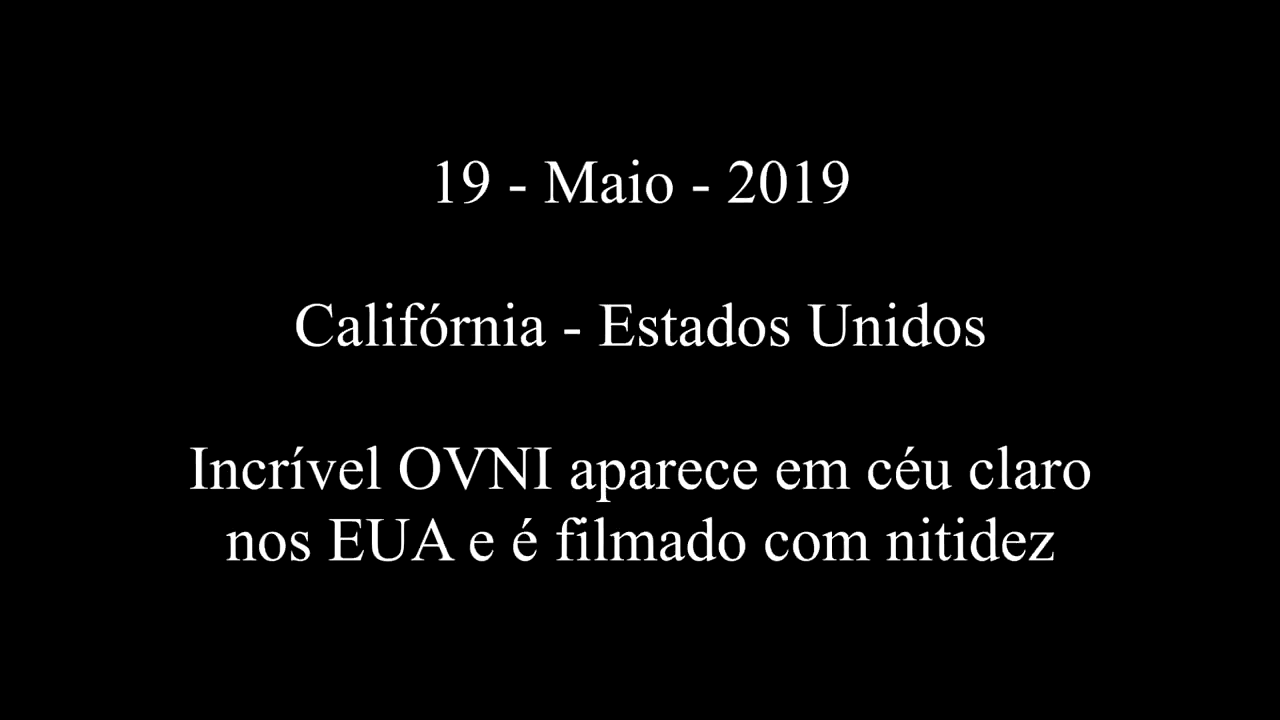 19 - Maio - 2019
Califórnia - Estados Unidos
Incrível OVNI aparece em céu claro
nos EUA e é filmado com nitidez